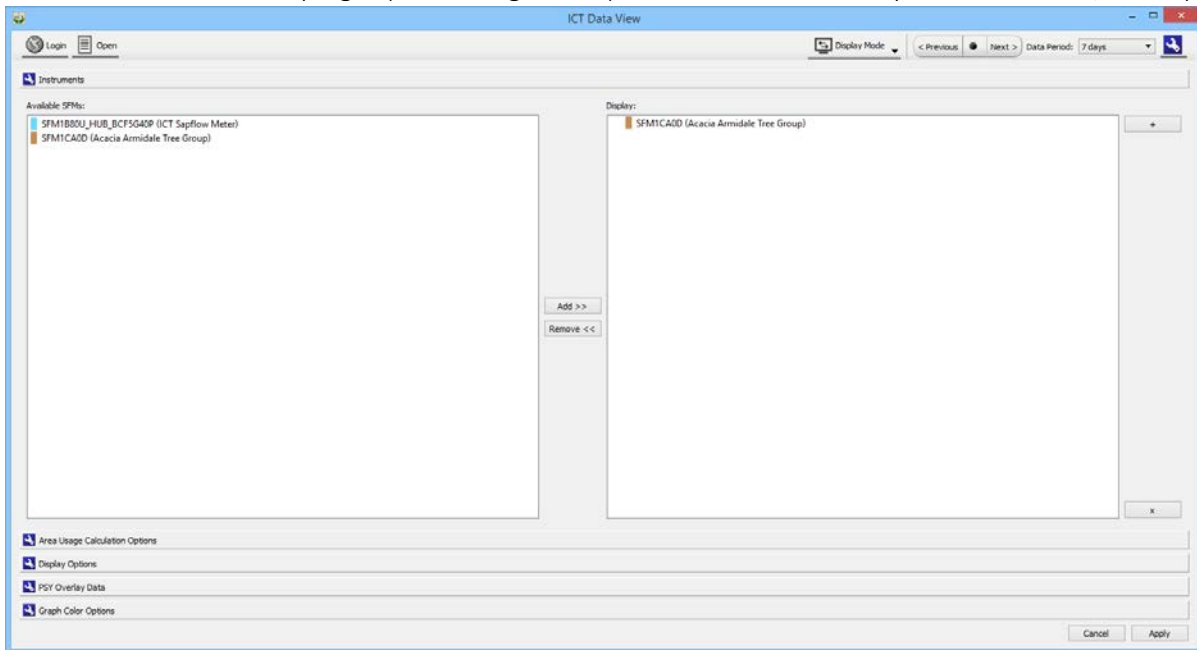 ICT Data View
Login Open Display Mode < Previous Next > Data Period: 7 days
Instruments
Available SFMs: Display:
SFM1B80U_HUB_BCF5G40P (ICT Sapflow Meter) SFM1CA0D (Acacia Armidale Tree Group) +
SFM1CA0D (Acacia Armidale Tree Group)
Add >>
Remove <<
x
Area Usage Calculation Options
Display Options
PSY Overlay Data
Graph Color Options
Cancel Apply